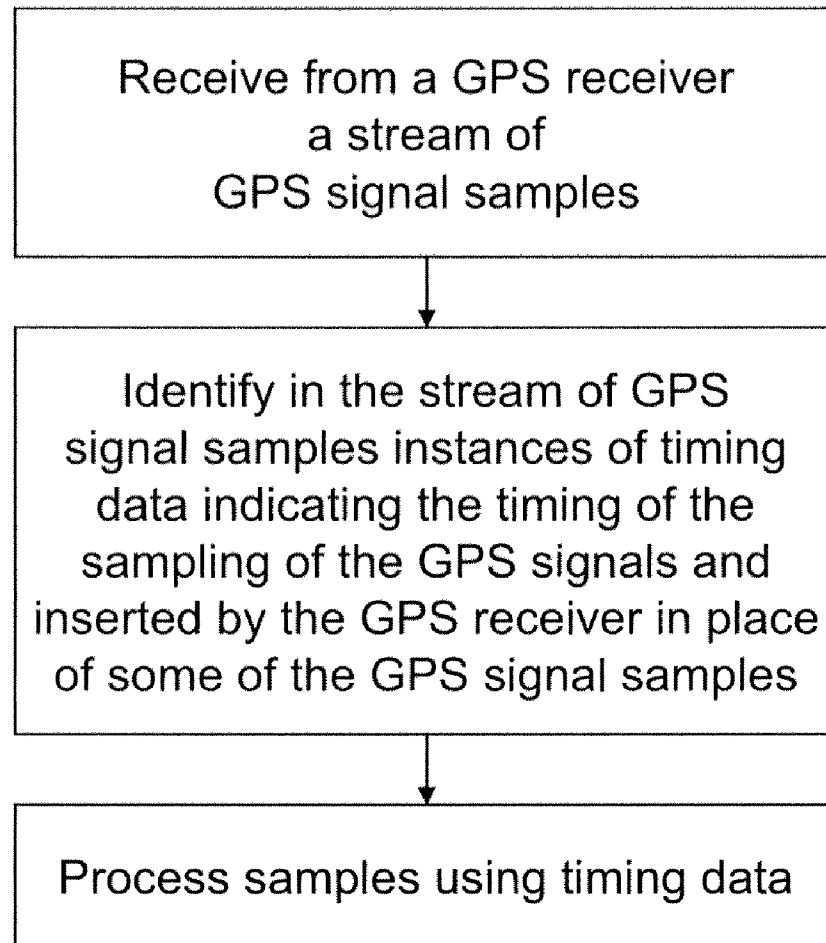 Receive from a GPS receiver
a stream of
GPS signal samples
Identify in the stream of GPS
signal samples instances of timing
data indicating the timing of the
sampling of the GPS signals and
inserted by the GPS receiver in place
of some of the GPS signal samples
Process samples using timing data